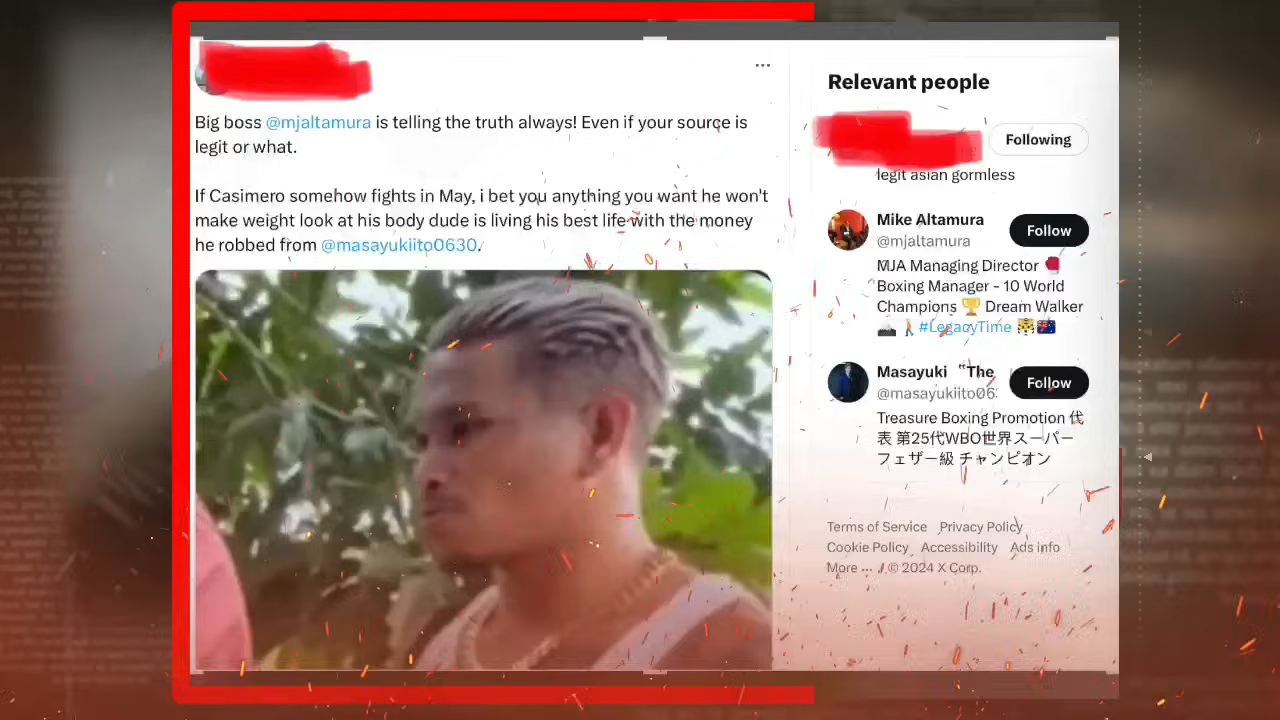 Big boss @mjaltamura is telling the truth always! Even if your source is
legit or what.
If Casimero somehow fights in May, i bet you anything you want he won't
make weight look at his body dude is living his best life with the money
he robbed from @masayukiito0630.
Relevant people
Following
legit asian gormless
Mike Altamura
@mjaltamura
Follow
MJA Managing Director 🥊
Boxing Manager - 10 World
Champions 🏆 Dream Walker
🏔️ 🚶 #LegacyTime 🐯 🇦🇺
Masayuki “The
@masayukiito06
Follow
Treasure Boxing Promotion 代
表 第25代WBO世界スーパー
フェザー級 チャンピオン
Terms of Service Privacy Policy
Cookie Policy Accessibility Ads info
More ··· © 2024 X Corp.